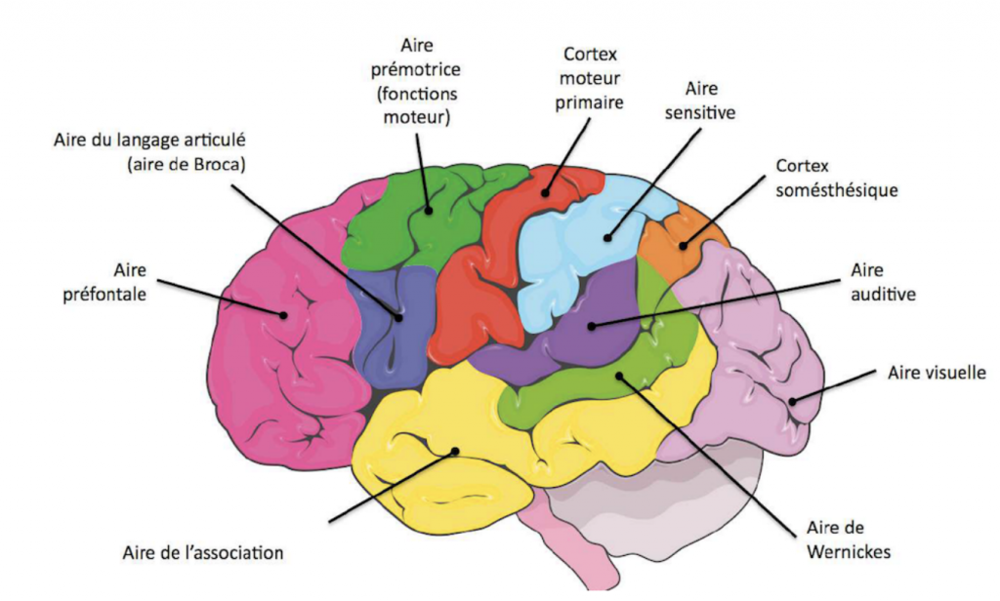 Aire
prémotrice
(fonctions
moteur)
Cortex
moteur
primaire
Aire
sensitive
Aire du langage articulé
(aire de Broca)
Cortex
somésthésique
Aire
préfontale
Aire
auditive
Aire visuelle
Aire de l'association
Aire de
Wernickes